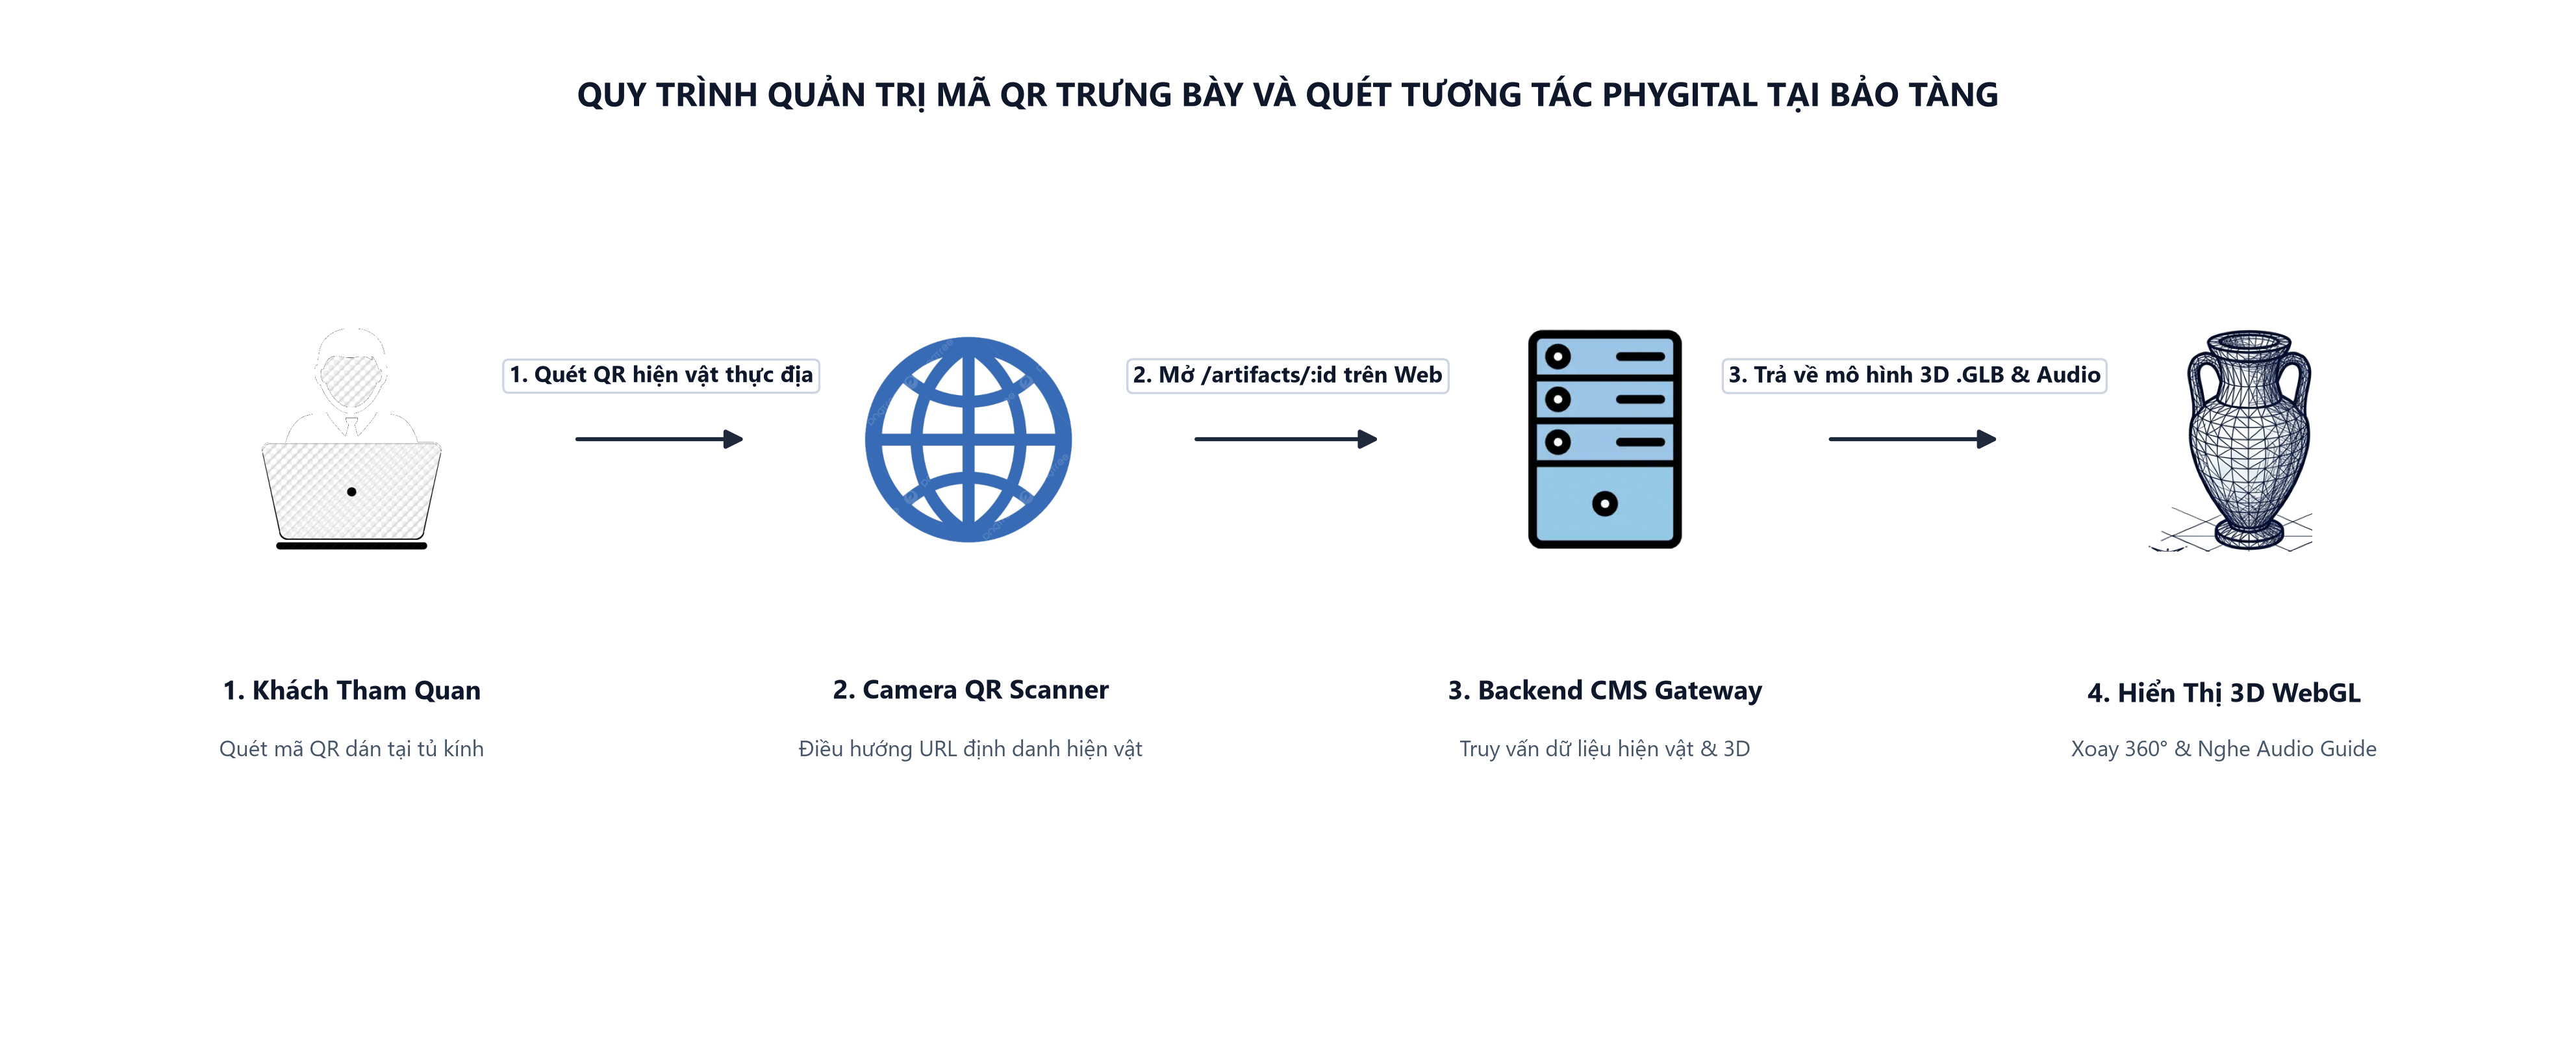 QUY TRÌNH QUẢN TRỊ MÃ QR TRƯNG BÀY VÀ QUÉT TƯƠNG TÁC PHYGITAL TẠI BẢO TÀNG
1. Quét QR hiện vật thực địa
2. Mở /artifacts/:id trên Web
3. Trả về mô hình 3D .GLB & Audio
1. Khách Tham Quan
2. Camera QR Scanner
3. Backend CMS Gateway
4. Hiển Thị 3D WebGL
Quét mã QR dán tại tủ kính
Điều hướng URL định danh hiện vật
Truy vấn dữ liệu hiện vật & 3D
Xoay 360° & Nghe Audio Guide